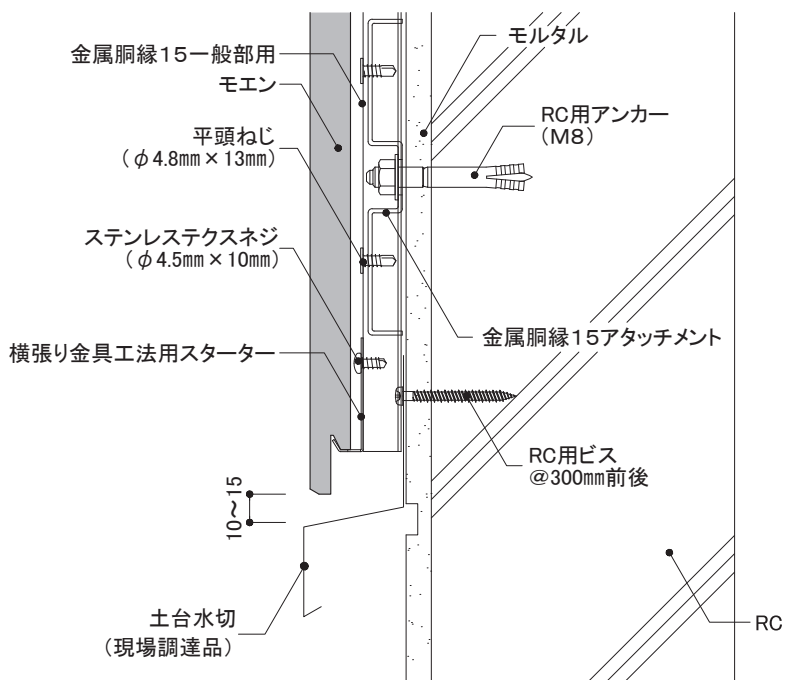 金属胴縁15一般部用
モエン
平頭ねじ
(φ4.8mm×13mm)
ステンレステクスネジ
(φ4.5mm×10mm)
横張り金具工法用スターター
10~15
土台水切
(現場調達品)
モルタル
RC用アンカー
(M8)
金属胴縁15アタッチメント
RC用ビス
@300mm前後
RC